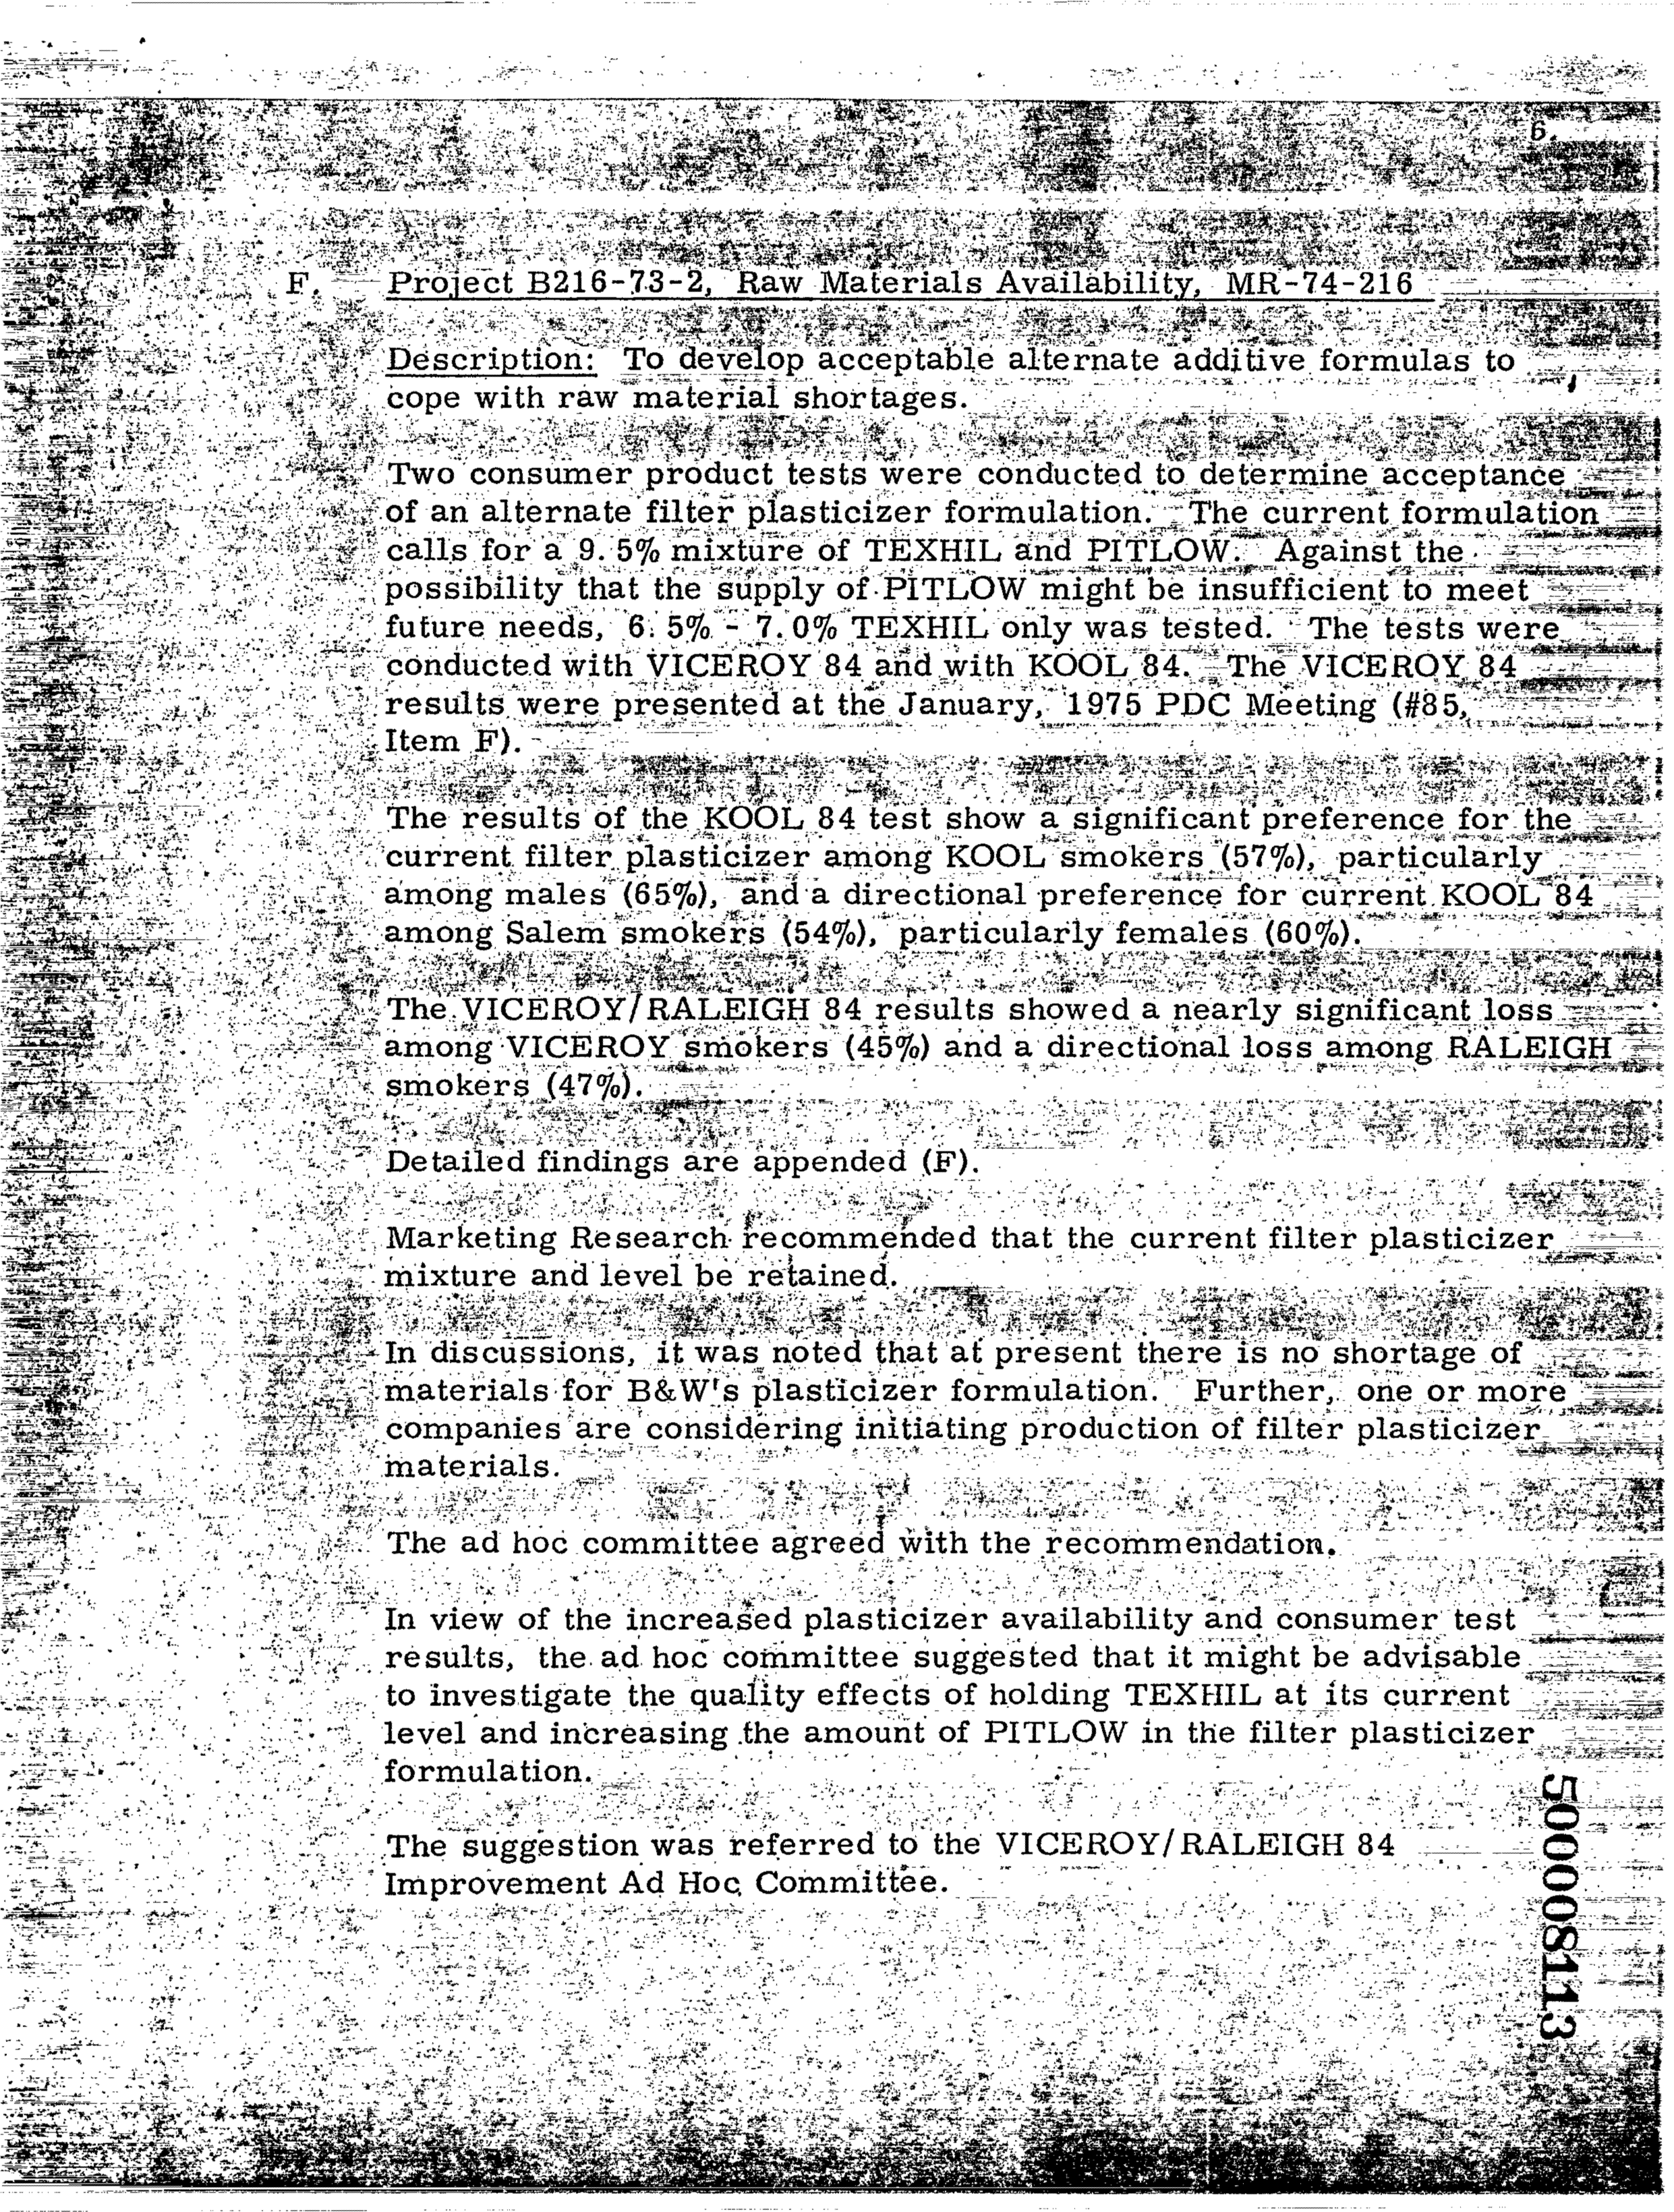 6.
F. Project B216-73-2, Raw Materials Availability, MR-74-216
Description: To develop acceptable alternate additive formulas to
cope with raw material shortages.
Two consumer product tests were conducted to determine acceptance
of an alternate filter plasticizer formulation. The current formulation
calls for a 9.5% mixture of TEXHIL and PITLOW. Against the
possibility that the supply of PITLOW might be insufficient to meet
future needs, 6.5% - 7.0% TEXHIL only was tested. The tests were
conducted with VICEROY 84 and with KOOL 84. The VICEROY 84
results were presented at the January, 1975 PDC Meeting (#85,
Item F).
The results of the KOOL 84 test show a significant preference for the
current filter plasticizer among KOOL smokers (57%), particularly
among males (65%), and a directional preference for current KOOL 84
among Salem smokers (54%), particularly females (60%).
The VICEROY/RALEIGH 84 results showed a nearly significant loss
among VICEROY smokers (45%) and a directional loss among RALEIGH
smokers (47%).
Detailed findings are appended (F).
Marketing Research recommended that the current filter plasticizer
mixture and level be retained.
In discussions, it was noted that at present there is no shortage of
materials for B&W's plasticizer formulation. Further, one or more
companies are considering initiating production of filter plasticizer
materials.
The ad hoc committee agreed with the recommendation.
In view of the increased plasticizer availability and consumer test
results, the ad hoc committee suggested that it might be advisable
to investigate the quality effects of holding TEXHIL at its current
level and increasing the amount of PITLOW in the filter plasticizer
formulation.
The suggestion was referred to the VICEROY/RALEIGH 84
Improvement Ad Hoc Committee.
500008113